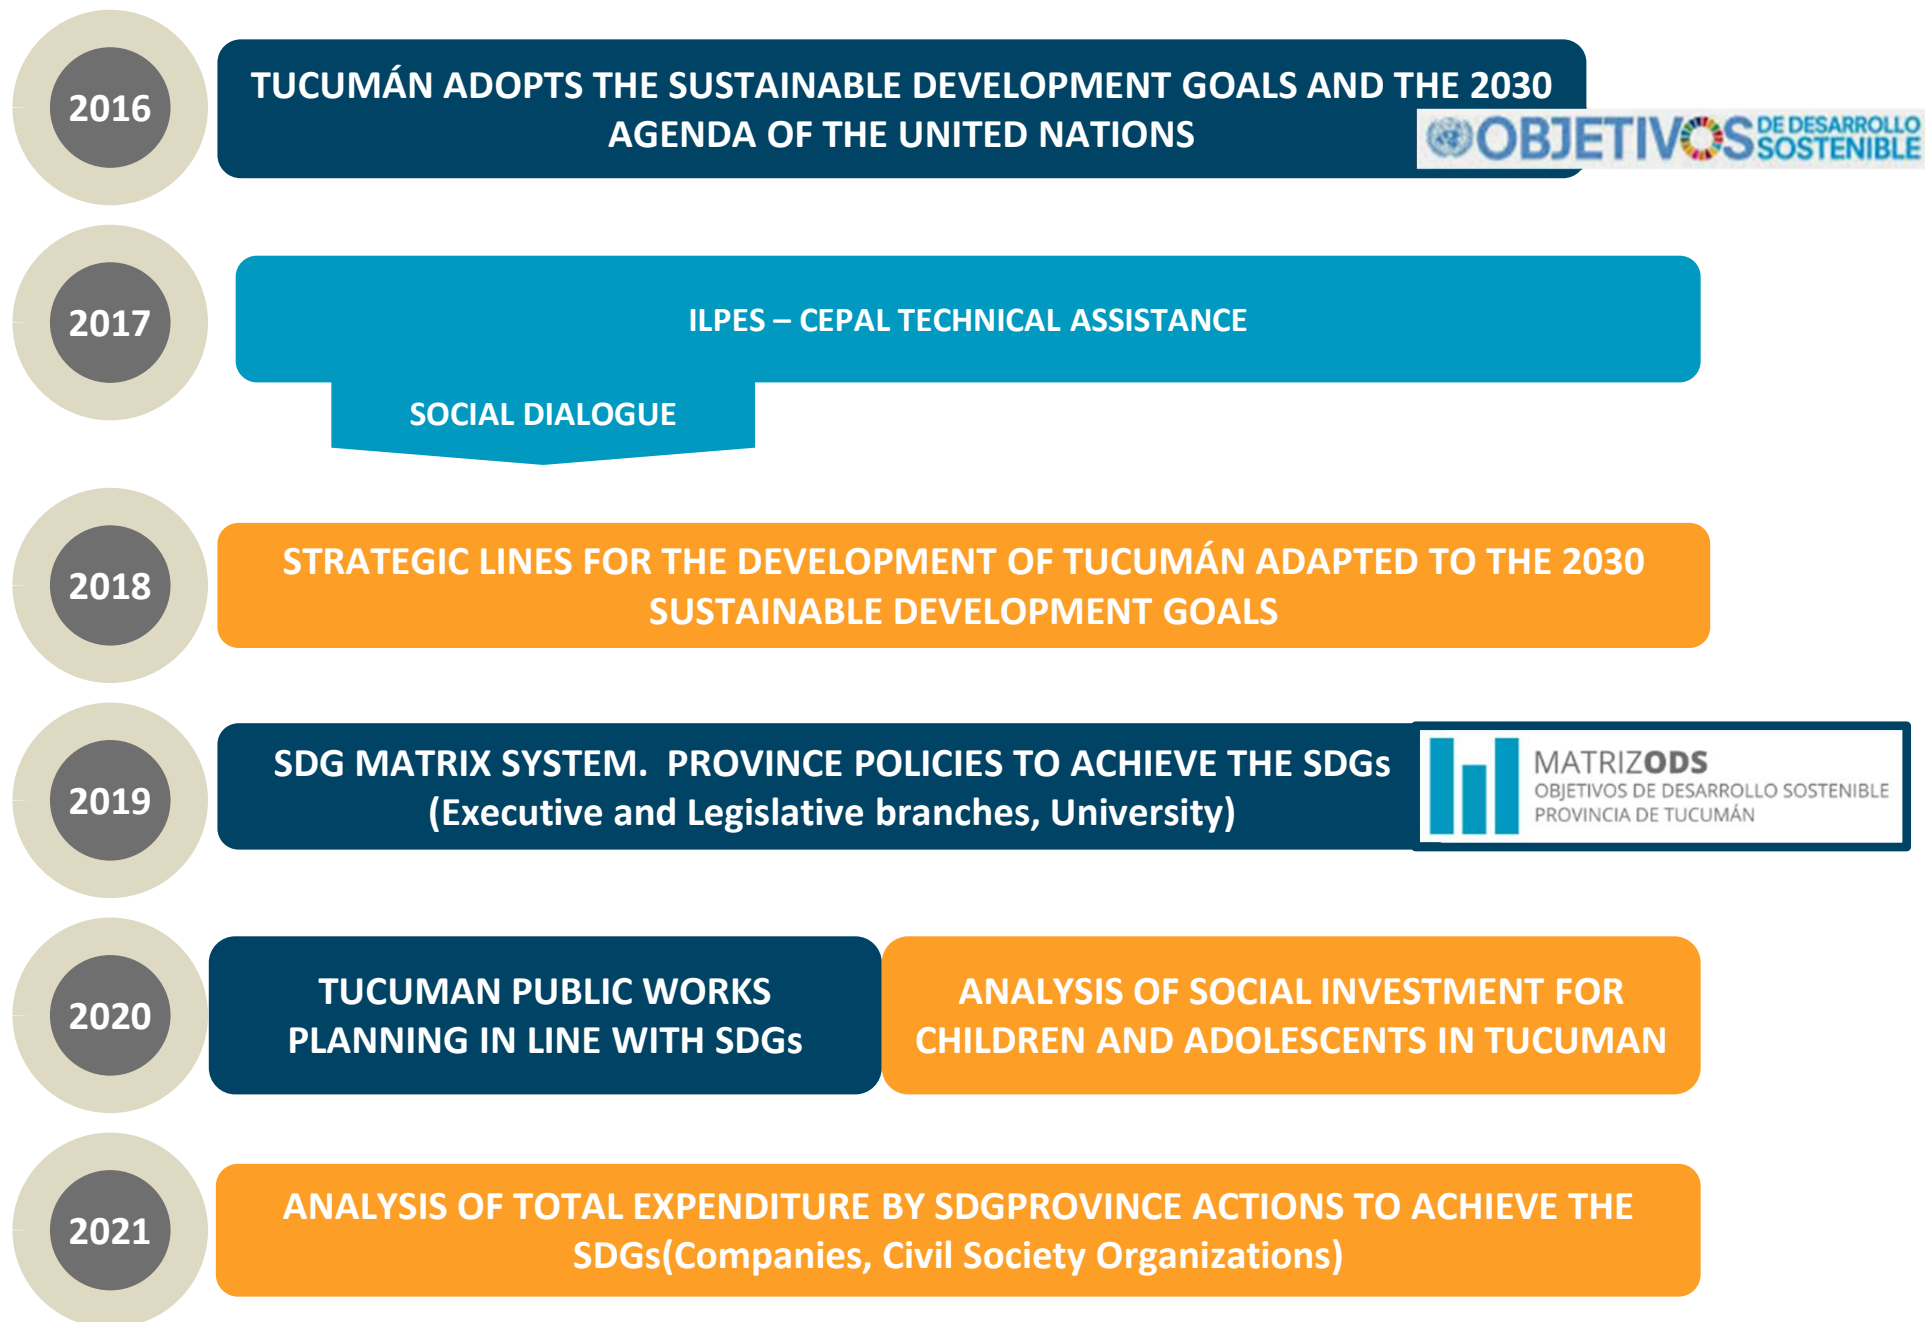 2016
TUCUMÁN ADOPTS THE SUSTAINABLE DEVELOPMENT GOALS AND THE 2030
AGENDA OF THE UNITED NATIONS
OBJETIVOS DE DESARROLLO
SOSTENIBLE
2017
ILPES – CEPAL TECHNICAL ASSISTANCE
SOCIAL DIALOGUE
2018
STRATEGIC LINES FOR THE DEVELOPMENT OF TUCUMÁN ADAPTED TO THE 2030
SUSTAINABLE DEVELOPMENT GOALS
2019
SDG MATRIX SYSTEM. PROVINCE POLICIES TO ACHIEVE THE SDGs
(Executive and Legislative branches, University)
MATRIZODS
OBJETIVOS DE DESARROLLO SOSTENIBLE
PROVINCIA DE TUCUMÁN
2020
TUCUMAN PUBLIC WORKS
PLANNING IN LINE WITH SDGs
ANALYSIS OF SOCIAL INVESTMENT FOR
CHILDREN AND ADOLESCENTS IN TUCUMAN
2021
ANALYSIS OF TOTAL EXPENDITURE BY SDGPROVINCE ACTIONS TO ACHIEVE THE
SDGs(Companies, Civil Society Organizations)